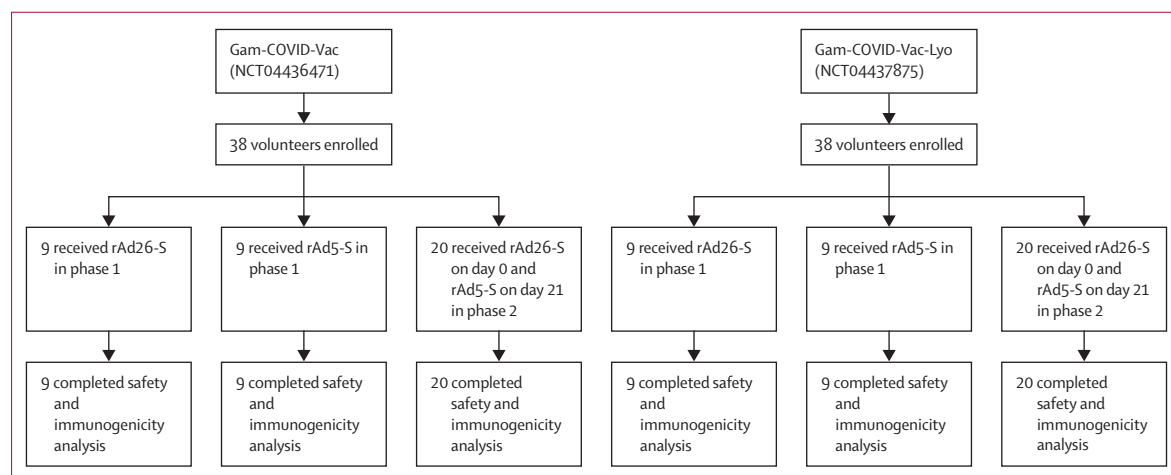 Gam-COVID-Vac
(NCT04436471)
Gam-COVID-Vac-Lyo
(NCT04437875)
38 volunteers enrolled
38 volunteers enrolled
9 received rAd26-S
in phase 1
9 received rAd5-S in
phase 1
20 received rAd26-S
on day 0 and
rAd5-S on day 21
in phase 2
9 received rAd26-S
in phase 1
9 received rAd5-S in
phase 1
20 received rAd26-S
on day 0 and
rAd5-S on day 21
in phase 2
9 completed safety
and
immunogenicity
analysis
9 completed safety
and
immunogenicity
analysis
20 completed
safety and
immunogenicity
analysis
9 completed safety
and
immunogenicity
analysis
9 completed safety
and
immunogenicity
analysis
20 completed
safety and
immunogenicity
analysis